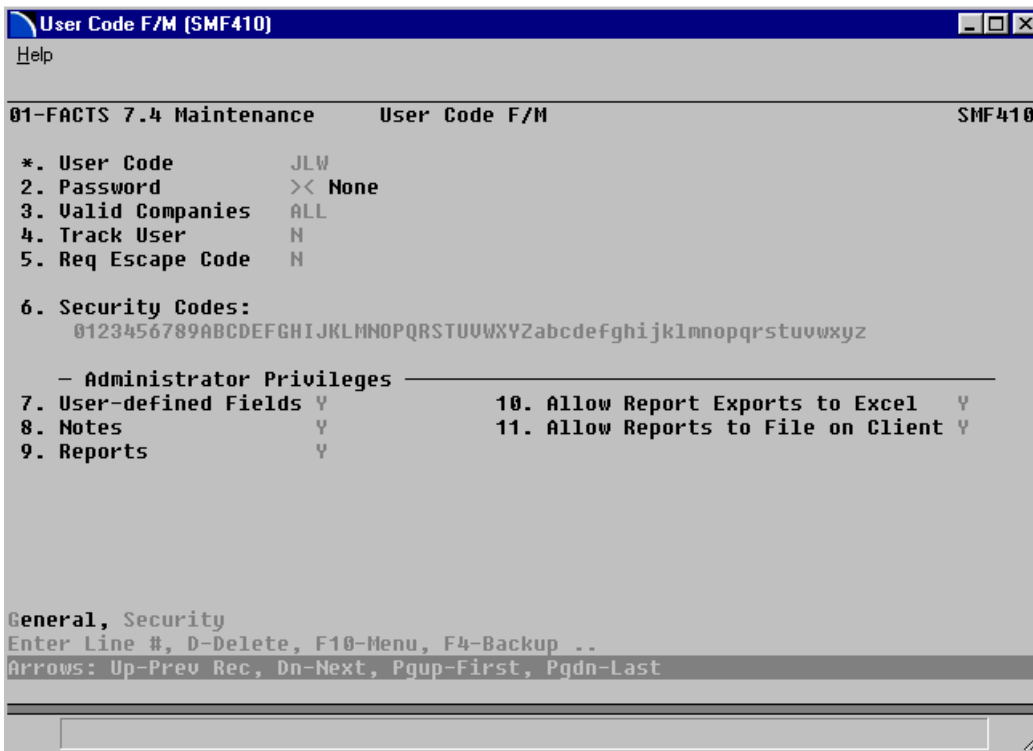 User Code F/M (SMF410)
Help
01-FACTS 7.4 Maintenance User Code F/M SMF410
*. User Code JLW
2. Password >< None
3. Valid Companies ALL
4. Track User N
5. Req Escape Code N
6. Security Codes:
0123456789ABCDEFGHIJKLMNOPQRSTUVWXYZabcdefghijklmnopqrstuvwxyz
— Administrator Privileges
7. User-defined Fields Y 10. Allow Report Exports to Excel Y
8. Notes Y 11. Allow Reports to File on Client Y
9. Reports Y
General, Security
Enter Line #, D-Delete, F10-Menu, F4-Backup ..
Arrows: Up-Prev Rec, Dn-Next, Pgup-First, Pgdn-Last